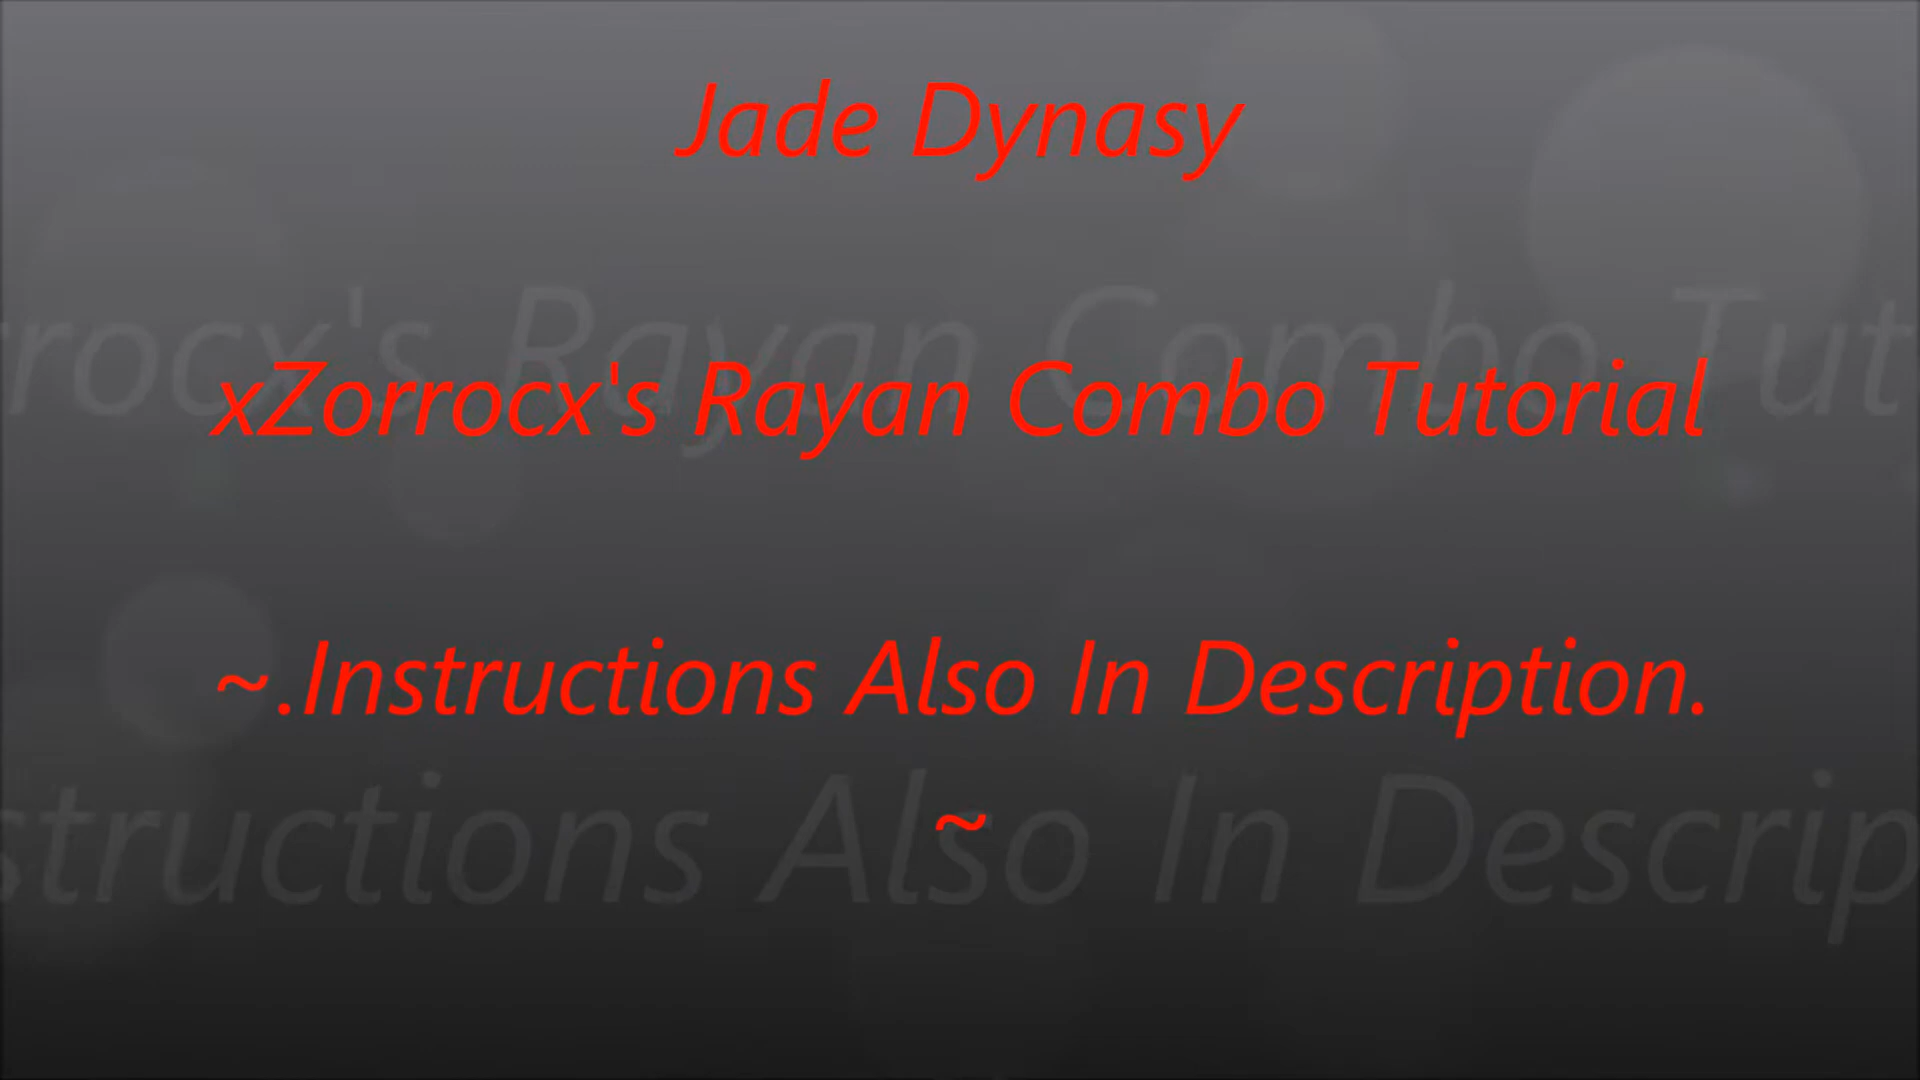 Jade Dynasy
xZorrocx's Rayan Combo Tutorial
~.Instructions Also In Description.
~